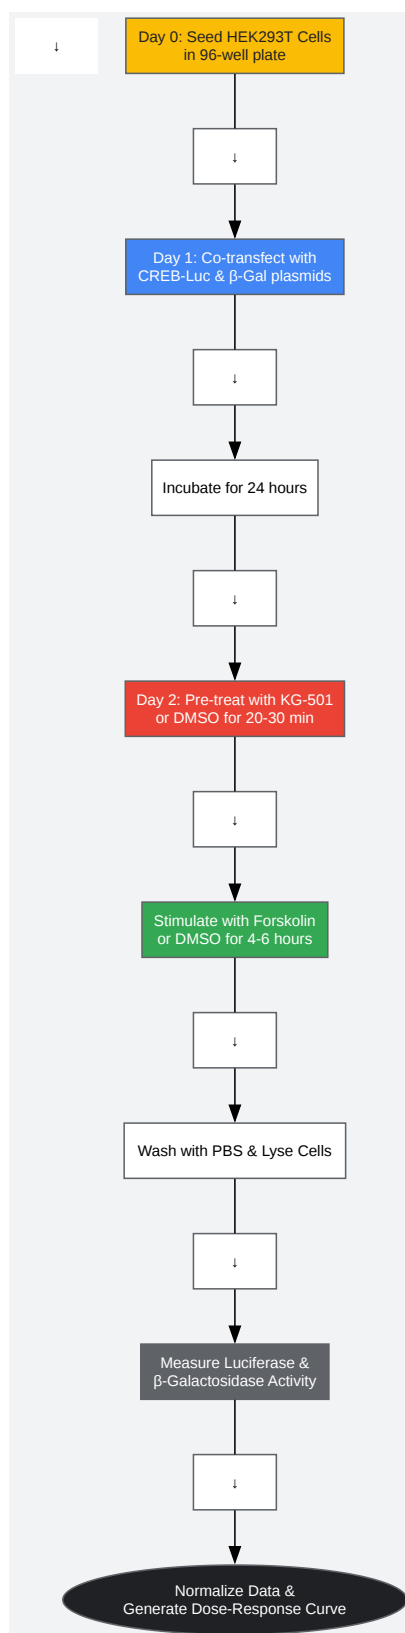 ↓
Day 0: Seed HEK293T Cells
in 96-well plate
↓
Day 1: Co-transfect with
CREB-Luc & β-Gal plasmids
↓
Incubate for 24 hours
↓
Day 2: Pre-treat with KG-501
or DMSO for 20-30 min
↓
Stimulate with Forskolin
or DMSO for 4-6 hours
↓
Wash with PBS & Lyse Cells
↓
Measure Luciferase &
β-Galactosidase Activity
↓
Normalize Data &
Generate Dose-Response Curve